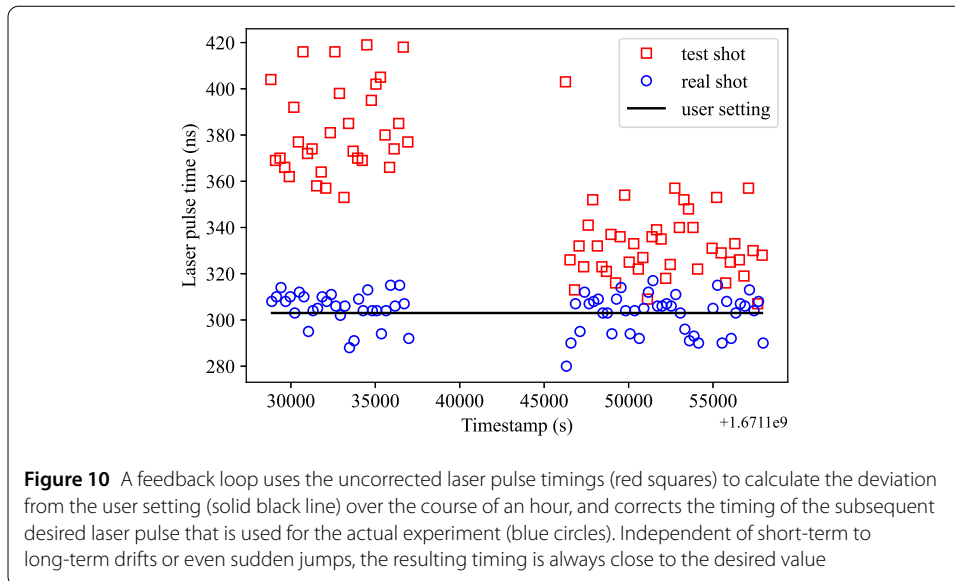 420
400
380
360
340
320
300
280
Laser pulse time (ns)
test shot
real shot
user setting
30000 35000 40000 45000 50000 55000
Timestamp (s)
+1.6711e9
Figure 10 A feedback loop uses the uncorrected laser pulse timings (red squares) to calculate the deviation
from the user setting (solid black line) over the course of an hour, and corrects the timing of the subsequent
desired laser pulse that is used for the actual experiment (blue circles). Independent of short-term to
long-term drifts or even sudden jumps, the resulting timing is always close to the desired value